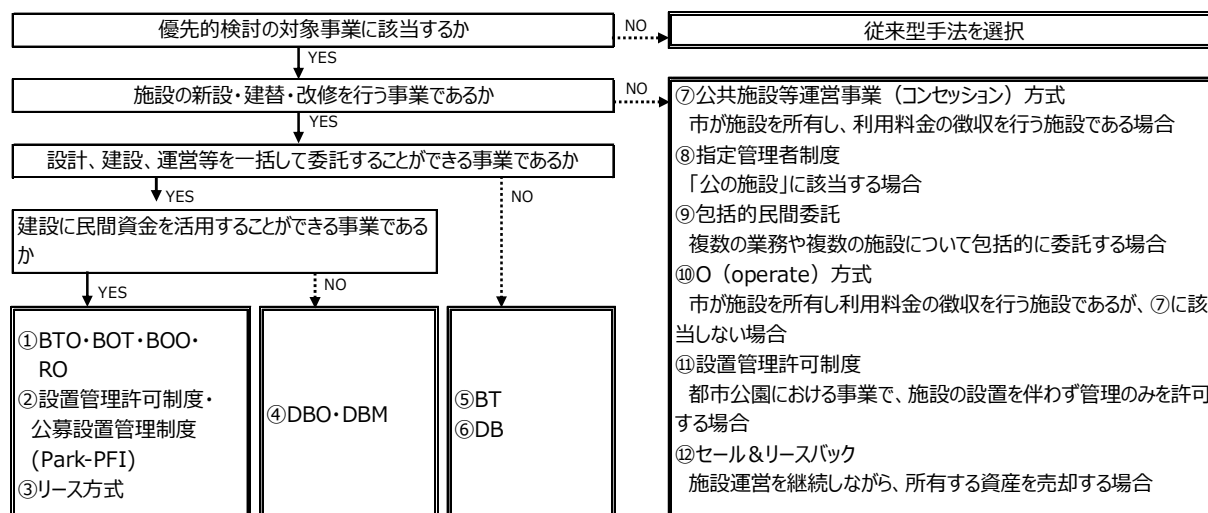 優先的検討の対象事業に該当するか
NO
従来型手法を選択
YES
施設の新設・建替・改修を行う事業であるか
NO
YES
設計、建設、運営等を一括して委託することができる事業であるか
YES
NO
建設に民間資金を活用することができる事業である
か
YES
NO
①BTO・BOT・BOO・
RO
②設置管理許可制度・
公募設置管理制度
(Park-PFI)
③リース方式
④DBO・DBM
⑤BT
⑥DB
⑦公共施設等運営事業（コンセッション）方式
市が施設を所有し、利用料金の徴収を行う施設である場合
⑧指定管理者制度
「公の施設」に該当する場合
⑨包括的民間委託
複数の業務や複数の施設について包括的に委託する場合
⑩O（operate）方式
市が施設を所有し利用料金の徴収を行う施設であるが、⑦に該
当しない場合
⑪設置管理許可制度
都市公園における事業で、施設の設置を伴わず管理のみを許可
する場合
⑫セール＆リースバック
施設運営を継続しながら、所有する資産を売却する場合